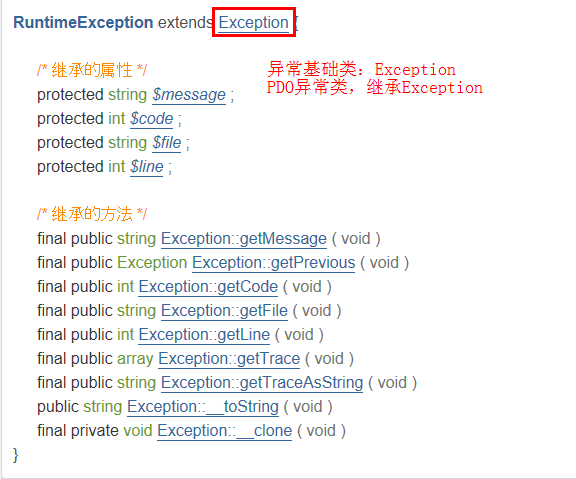 RuntimeException extends Exception {
/* 继承的属性 */
异常基础类：Exception
protected string $message ;
PDO异常类，继承Exception
protected int $code ;
protected string $file ;
protected int $line ;
/* 继承的方法 */
final public string Exception::getMessage ( void )
final public Exception Exception::getPrevious ( void )
final public int Exception::getCode ( void )
final public string Exception::getFile ( void )
final public int Exception::getLine ( void )
final public array Exception::getTrace ( void )
final public string Exception::getTraceAsString ( void )
public string Exception::__toString ( void )
final private void Exception::__clone ( void )
}